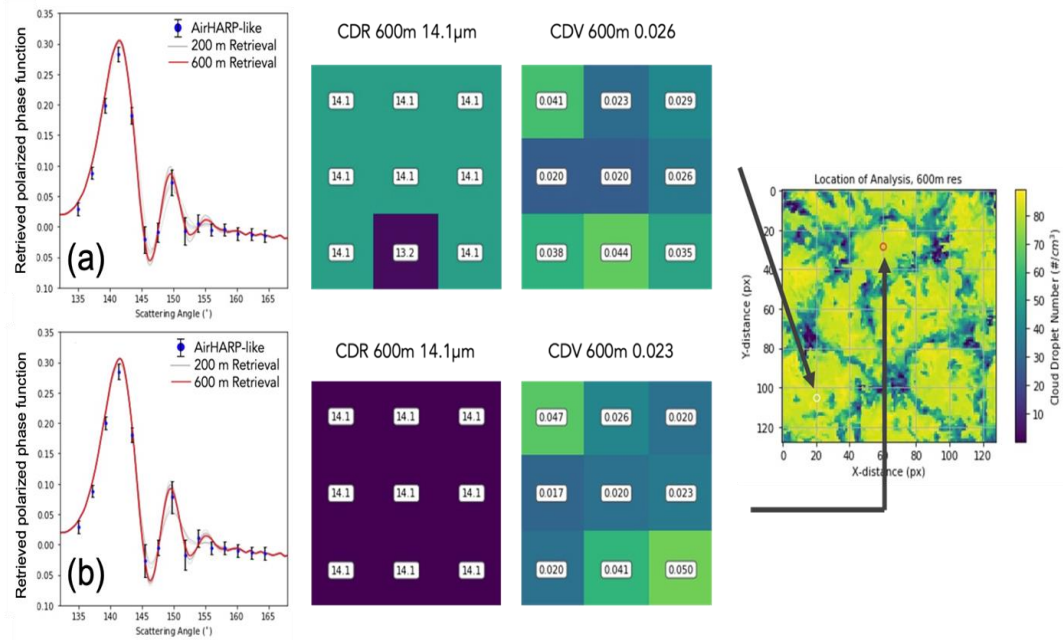 AirHARP-like
200 m Retrieval
600 m Retrieval
Retrieved polarized phase function
0.35
0.30
0.25
0.20
0.15
0.10
0.05
0.00
0.05
0.10
(a)
135 140 145 150 155 160 165
Scattering Angle (°)
CDR 600m 14.1μm
14.1 14.1 14.1
14.1 14.1 14.1
14.1 13.2 14.1
CDV 600m 0.026
0.041 0.023 0.029
0.020 0.020 0.026
0.038 0.044 0.035
AirHARP-like
200 m Retrieval
600 m Retrieval
Retrieved polarized phase function
0.35
0.30
0.25
0.20
0.15
0.10
0.05
0.00
0.05
0.10
(b)
135 140 145 150 155 160 165
Scattering Angle (°)
CDR 600m 14.1μm
14.1 14.1 14.1
14.1 14.1 14.1
14.1 14.1 14.1
CDV 600m 0.023
0.047 0.026 0.020
0.017 0.020 0.023
0.020 0.041 0.050
Location of Analysis, 600m res
Y-distance (px)
0
20
40
60
80
100
120
0 20 40 60 80 100 120
X-distance (px)
80
70
60
50
40
30
20
10
Cloud Droplet Number (#/cm³)